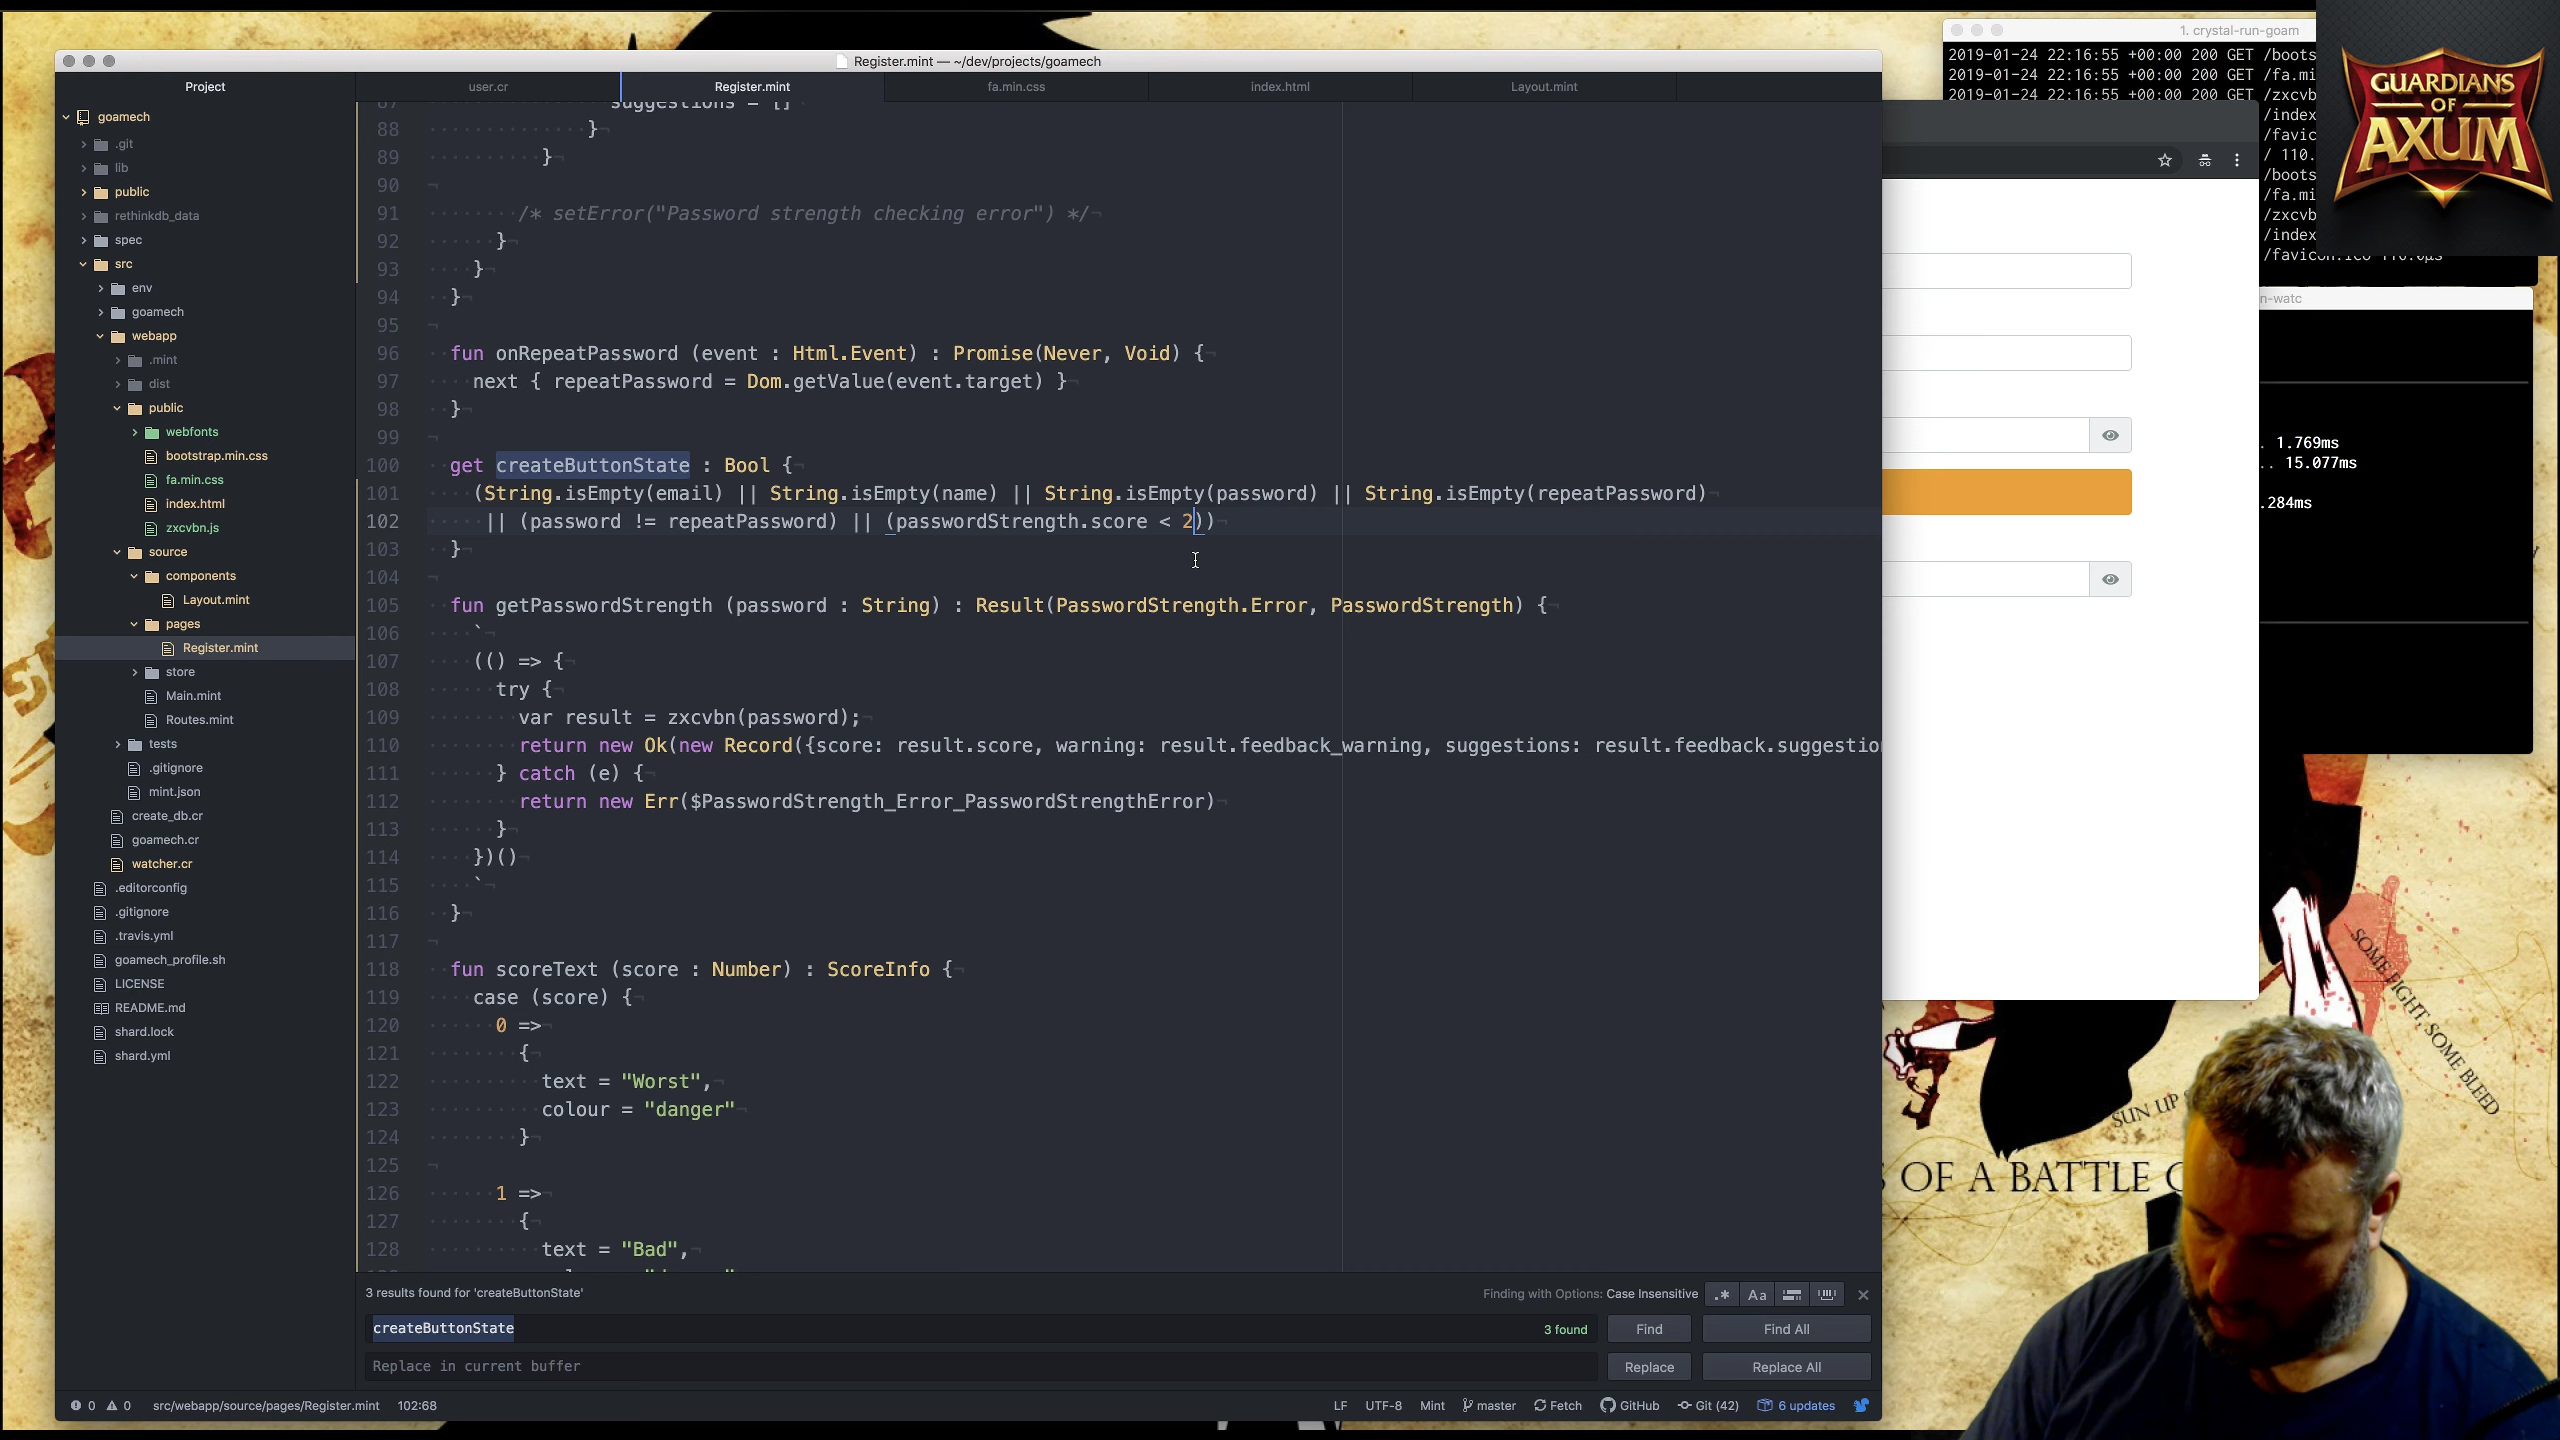 Register.mint — ~/dev/projects/goamech
Project
user.cr
Register.mint
fa.min.css
index.html
Layout.mint
goamech
.git
lib
public
rethinkdb_data
spec
src
env
goamech
webapp
.mint
dist
public
webfonts
bootstrap.min.css
fa.min.css
index.html
zxcvbn.js
source
components
Layout.mint
pages
Register.mint
store
Main.mint
Routes.mint
tests
.gitignore
mint.json
create_db.cr
goamech.cr
watcher.cr
.editorconfig
.gitignore
.travis.yml
goamech_profile.sh
LICENSE
README.md
shard.lock
shard.yml
87 suggestions = []
88 }
89 }
90
91 /* setError("Password strength checking error") */
92 }
93 }
94 }
95
96 fun onRepeatPassword (event : Html.Event) : Promise(Never, Void) {
97 next { repeatPassword = Dom.getValue(event.target) }
98 }
99
100 get createButtonState : Bool {
101 (String.isEmpty(email) || String.isEmpty(name) || String.isEmpty(password) || String.isEmpty(repeatPassword)
102 || (password != repeatPassword) || (passwordStrength.score < 2))
103 }
104
105 fun getPasswordStrength (password : String) : Result(PasswordStrength.Error, PasswordStrength) {
106 `
107 (() => {
108 try {
109 var result = zxcvbn(password);
110 return new Ok(new Record({score: result.score, warning: result.feedback_warning, suggestions: result.feedback.suggestio
111 } catch (e) {
112 return new Err($PasswordStrength_Error_PasswordStrengthError)
113 }
114 })()
115 `
116 }
117
118 fun scoreText (score : Number) : ScoreInfo {
119 case (score) {
120 0 =>
121 {
122 text = "Worst",
123 colour = "danger"
124 }
125
126 1 =>
127 {
128 text = "Bad",
3 results found for 'createButtonState'
Finding with Options: Case Insensitive
.* Aa
createButtonState
3 found
Find
Find All
Replace in current buffer
Replace
Replace All
0 0 src/webapp/source/pages/Register.mint 102:68
LF UTF-8 Mint master Fetch GitHub Git (42) 6 updates
1. crystal-run-goam
2019-01-24 22:16:55 +00:00 200 GET /boots
2019-01-24 22:16:55 +00:00 200 GET /fa.mi
2019-01-24 22:16:55 +00:00 200 GET /zxcvb
/index
/favic
/ 110.
/boots
/fa.mi
/zxcvb
/index
/favicon.ico 110.0µs
GUARDIANS
OF
AXUM
n-watc
. 1.769ms
.. 15.077ms
.284ms
SOME FIGHT, SOME BLEED
SUN UP
S OF A BATTLE